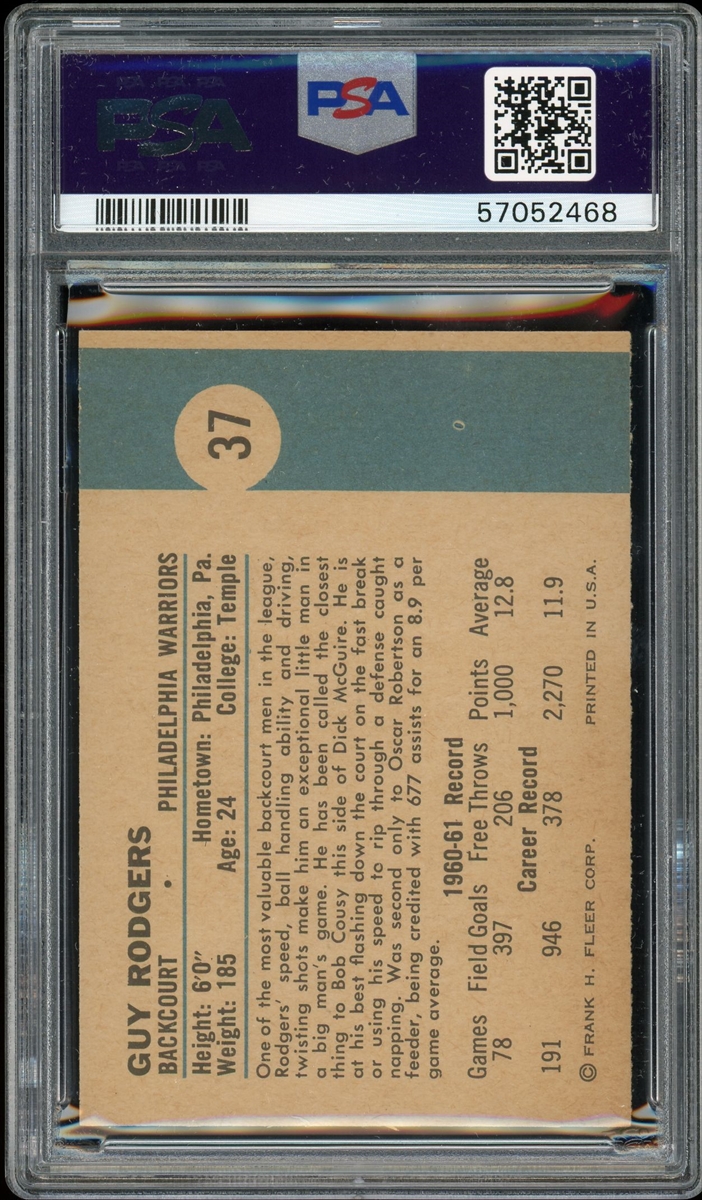 PSA PSA PSA
PSA
PSA PSA PSA
PSA
57052468
37
GUY RODGERS
BACKCOURT • PHILADELPHIA WARRIORS
Height: 6'0" Hometown: Philadelphia, Pa.
Weight: 185 Age: 24 College: Temple
One of the most valuable backcourt men in the league,
Rodgers' speed, ball handling ability and driving,
twisting shots make him an exceptional little man in
a big man's game. He has been called the closest
thing to Bob Cousy this side of Dick McGuire. He is
at his best flashing down the court on the fast break
or using his speed to rip through a defense caught
napping. Was second only to Oscar Robertson as a
feeder, being credited with 677 assists for an 8.9 per
game average.
1960-61 Record
Games Field Goals Free Throws Points Average
78 397 206 1,000 12.8
Career Record
191 946 378 2,270 11.9
© FRANK H. FLEER CORP. PRINTED IN U.S.A.